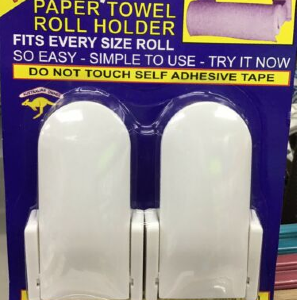 PAPER TOWEL
ROLL HOLDER
FITS EVERY SIZE ROLL
SO EASY - SIMPLE TO USE - TRY IT NOW
DO NOT TOUCH SELF ADHESIVE TAPE